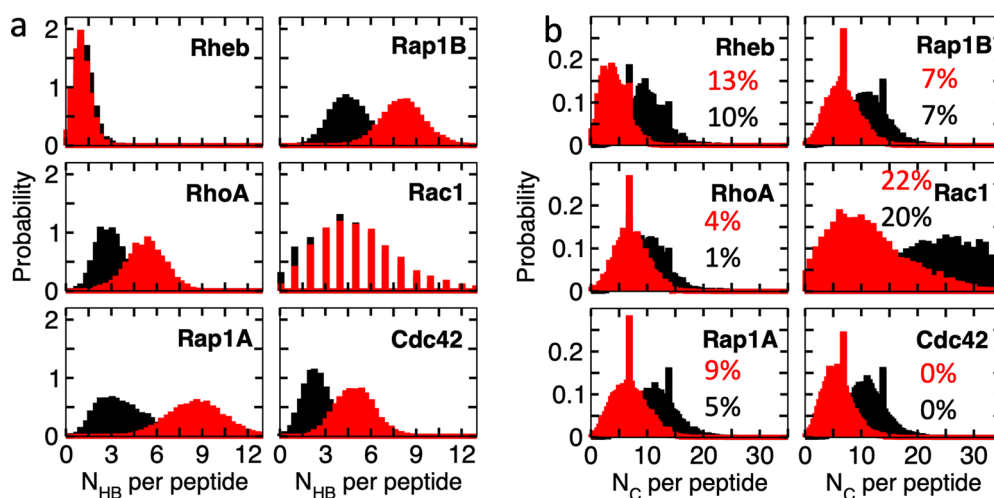 a
Rheb
Rap1B
RhoA
Rac1
Rap1A
Cdc42
Probability
0
1
2
0
1
2
0
1
2
0 3 6 9 12
0 3 6 9 12
N_HB per peptide
N_HB per peptide
b
Rheb
13%
10%
Rap1B
7%
7%
RhoA
4%
1%
Rac1
22%
20%
Rap1A
9%
5%
Cdc42
0%
0%
Probability
0.2
0.1
0
0.2
0.1
0
0.2
0.1
0
0 10 20 30
0 10 20 30
N_C per peptide
N_C per peptide